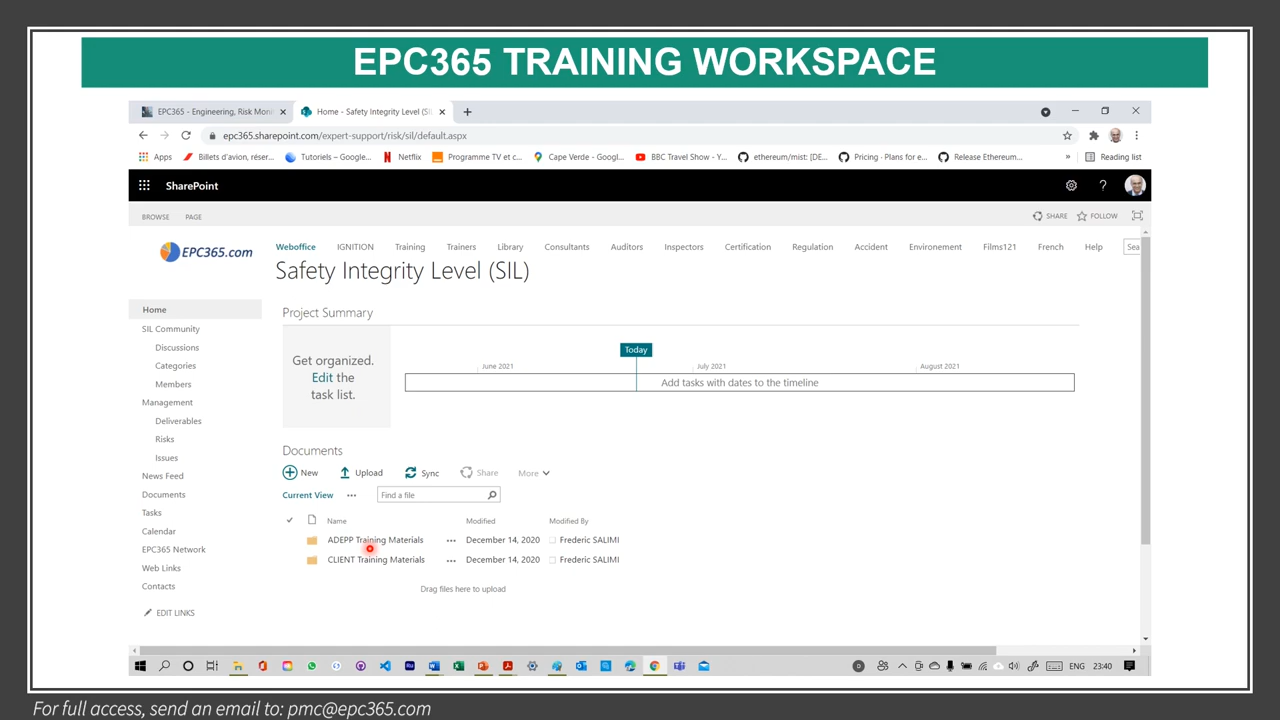 EPC365 TRAINING WORKSPACE
EPC365 - Engineering, Risk Mon
Home - Safety Integrity Level (SIL)
epc365.sharepoint.com/expert-support/risk/sil/default.aspx
Apps
Billets d'avion, réser...
Tutoriels – Google...
Netflix
Programme TV et c...
Cape Verde - Googl...
BBC Travel Show - Y...
ethereum/mist: [DE...
Pricing · Plans for e...
Release Ethereum...
»
Reading list
SharePoint
BROWSE PAGE
SHARE FOLLOW
EPC365.com
Weboffice IGNITION Training Trainers Library Consultants Auditors Inspectors Certification Regulation Accident Environement Films121 French Help Sea
Safety Integrity Level (SIL)
Home
SIL Community
Discussions
Categories
Members
Management
Deliverables
Risks
Issues
News Feed
Documents
Tasks
Calendar
EPC365 Network
Web Links
Contacts
EDIT LINKS
Project Summary
Get organized.
Edit the
task list.
Today
June 2021 July 2021 August 2021
Add tasks with dates to the timeline
Documents
New Upload Sync Share More
Current View ... Find a file
Name Modified Modified By
ADEPP Training Materials ... December 14, 2020 Frederic SALIMI
CLIENT Training Materials ... December 14, 2020 Frederic SALIMI
Drag files here to upload
ENG 23:40
For full access, send an email to: pmc@epc365.com